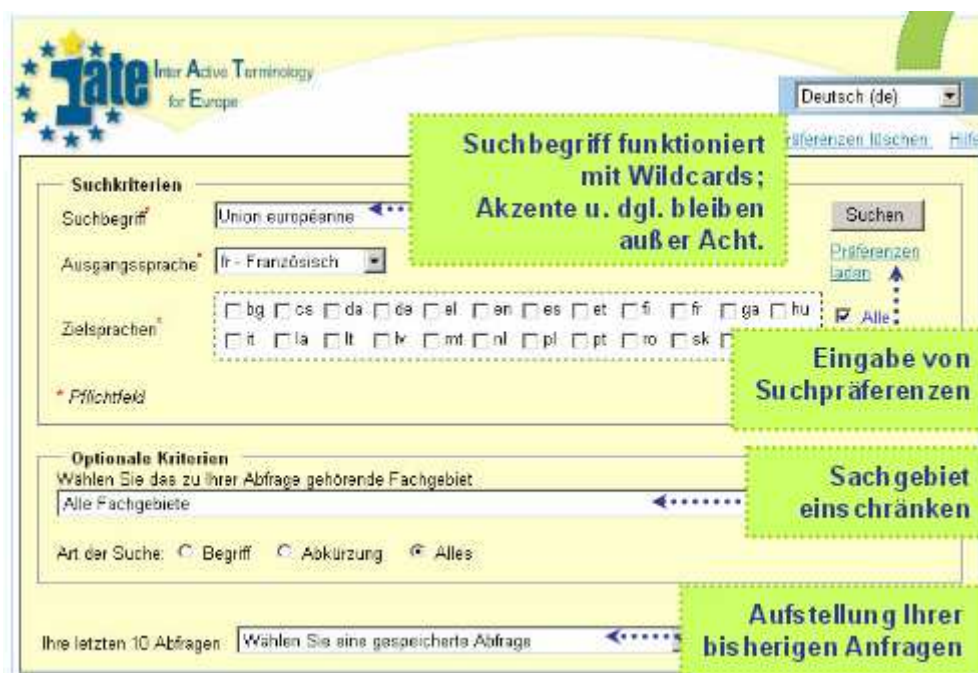 Iate Inter Active Terminology
for Europe
Deutsch (de)
Präferenzen löschen Hilfe
Suchbegriff funktioniert
mit Wildcards;
Akzente u. dgl. bleiben
außer Acht.
Suchkriterien
Suchbegriff*
Union européanne
Suchen
Ausgangssprache*
fr - Französisch
Präferenzen
laden
Zielsprachen*
bg cs da de el en es et fi fr ga hu
it la lt lv mt nl pl pt ro sk
Alle
Eingabe von
Suchpräferenzen
* Pflichtfeld
Optionale Kriterien
Wählen Sie das zu Ihrer Abfrage gehörende Fachgebiet
Alle Fachgebiete
Sachgebiet
einschränken
Art der Suche: Begriff Abkürzung Alles
Ihre letzten 10 Abfragen
Wählen Sie eine gespeicherte Abfrage
Aufstellung Ihrer
bisherigen Anfragen